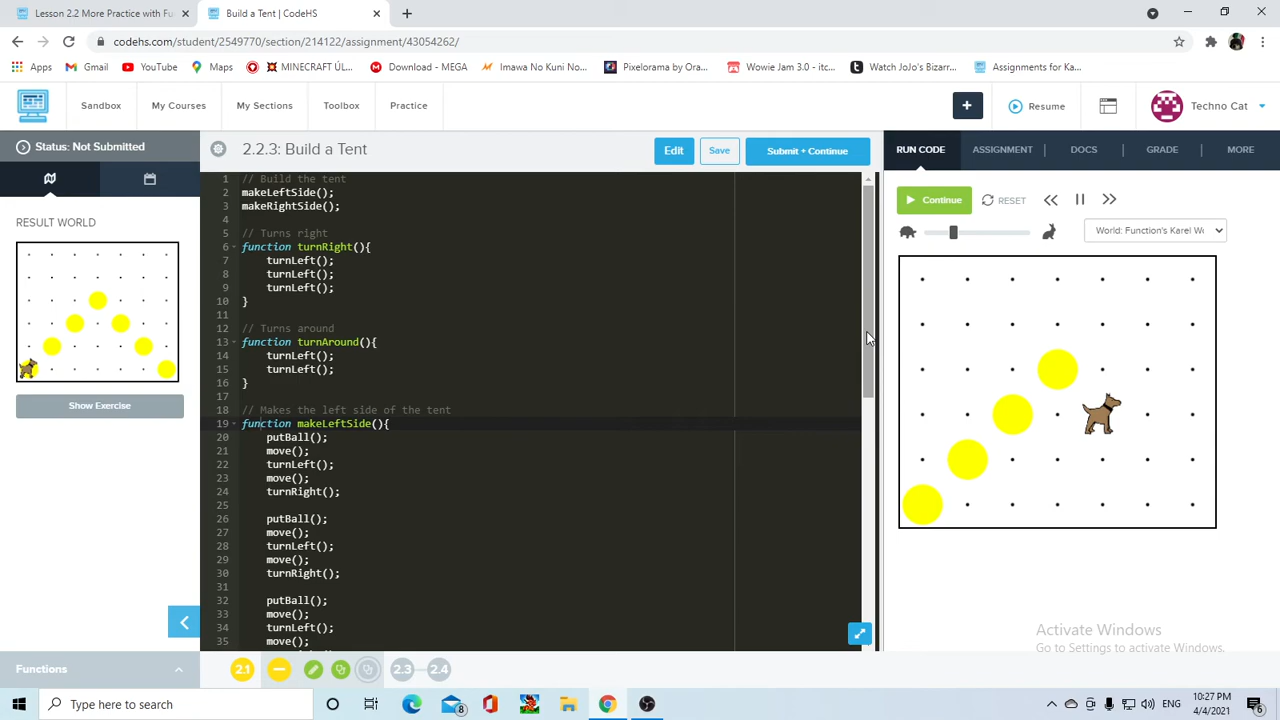 Lesson 2.2 More Practice with Fu
Build a Tent | CodeHS
codehs.com/student/2549770/section/214122/assignment/43054262/
Apps
Gmail
YouTube
Maps
MINECRAFT ÚL...
Download - MEGA
Imawa No Kuni No...
Pixelorama by Ora...
Wowie Jam 3.0 - itc...
Watch JoJo's Bizarr...
Assignments for Ka...
Sandbox
My Courses
My Sections
Toolbox
Practice
+
Resume
Techno Cat
Status: Not Submitted
2.2.3: Build a Tent
Edit
Save
Submit + Continue
RUN CODE
ASSIGNMENT
DOCS
GRADE
MORE
RESULT WORLD
Show Exercise
Functions
1 // Build the tent
2 makeLeftSide();
3 makeRightSide();
4
5 // Turns right
6 function turnRight(){
7 turnLeft();
8 turnLeft();
9 turnLeft();
10 }
11
12 // Turns around
13 function turnAround(){
14 turnLeft();
15 turnLeft();
16 }
17
18 // Makes the left side of the tent
19 function makeLeftSide(){
20 putBall();
21 move();
22 turnLeft();
23 move();
24 turnRight();
25
26 putBall();
27 move();
28 turnLeft();
29 move();
30 turnRight();
31
32 putBall();
33 move();
34 turnLeft();
35 move();
Continue
RESET
World: Function's Karel Wo
2.1
2.3
2.4
Activate Windows
Go to Settings to activate Windows.
Type here to search
8
10:27 PM
4/4/2021
6